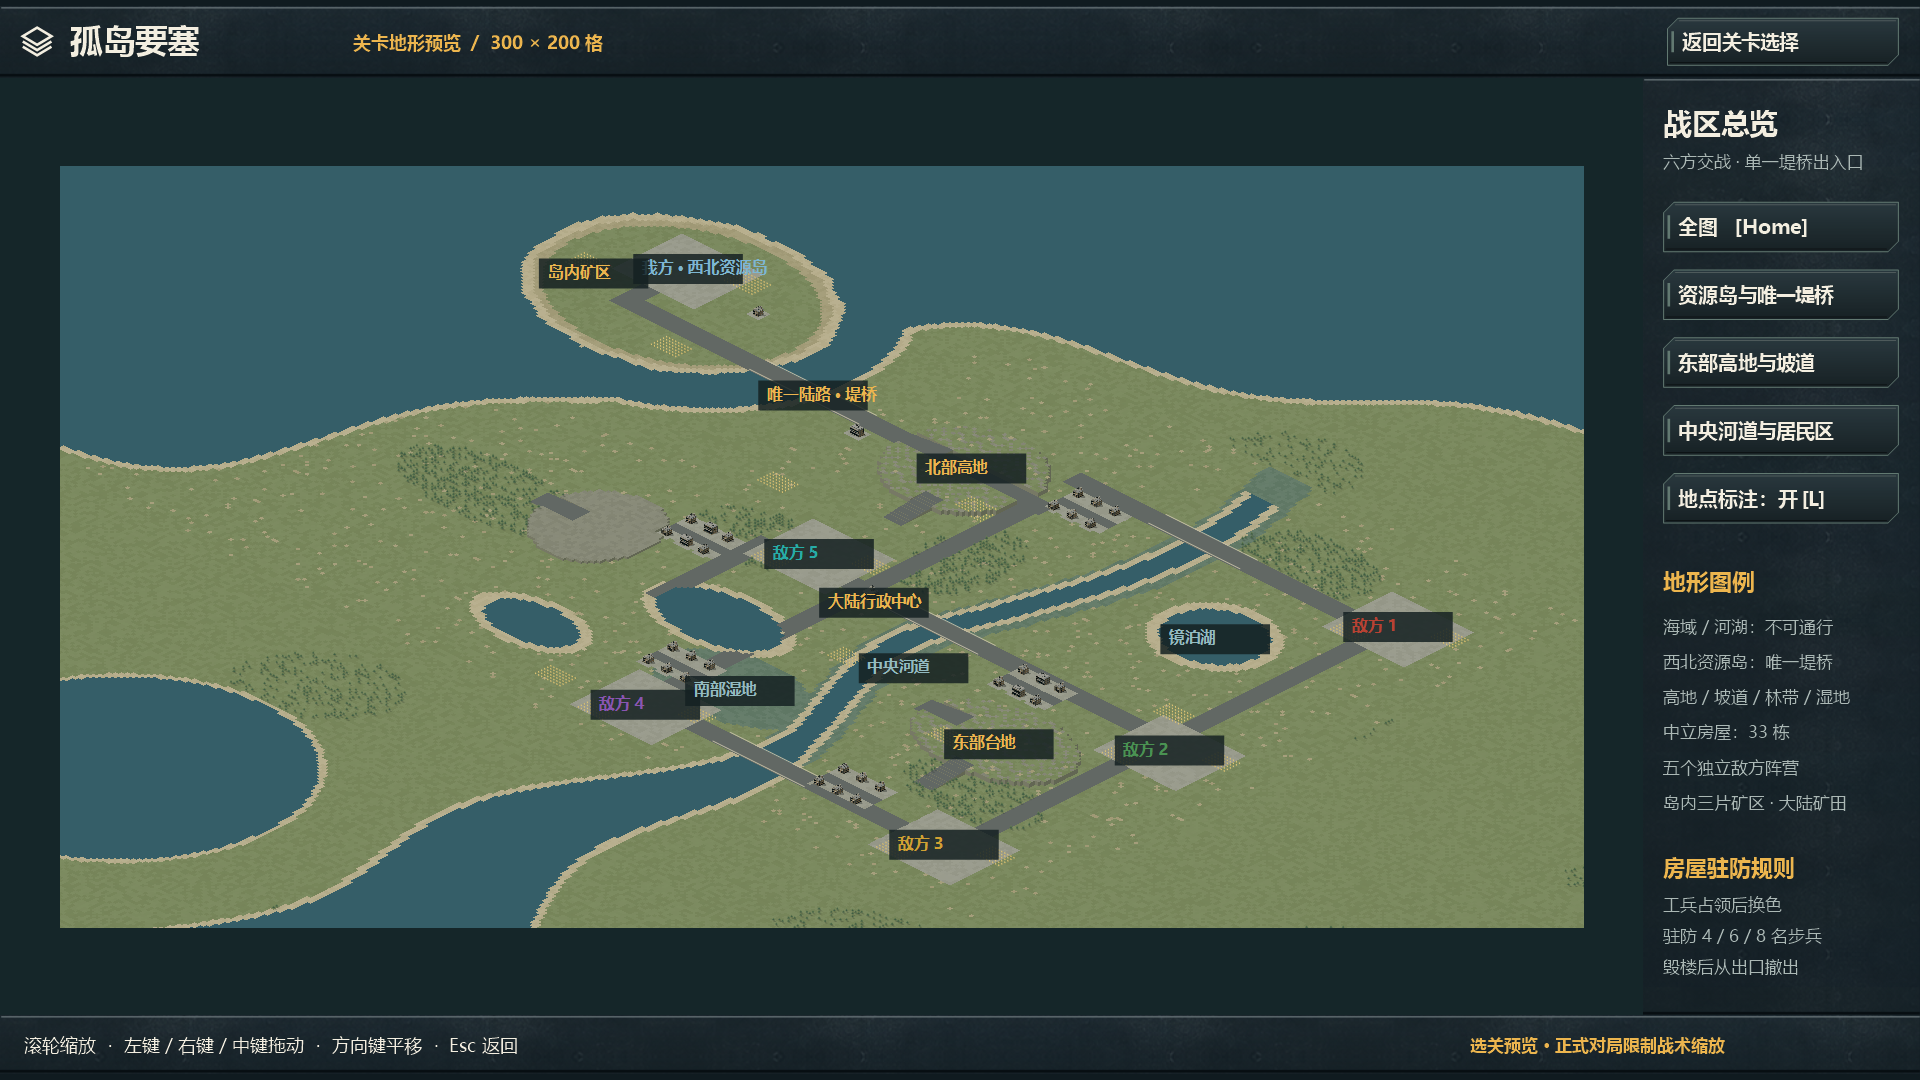 孤岛要塞
关卡地形预览 / 300 × 200 格
返回关卡选择
战区总览
六方交战 · 单一堤桥出入口
全图 [Home]
资源岛与唯一堤桥
东部高地与坡道
中央河道与居民区
地点标注：开 [L]
地形图例
海域 / 河湖：不可通行
西北资源岛：唯一堤桥
高地 / 坡道 / 林带 / 湿地
中立房屋：33 栋
五个独立敌方阵营
岛内三片矿区 · 大陆矿田
房屋驻防规则
工兵占领后换色
驻防 4 / 6 / 8 名步兵
毁楼后从出口撤出
岛内矿区
我方 • 西北资源岛
唯一陆路 • 堤桥
北部高地
敌方 5
大陆行政中心
敌方 1
镜泊湖
中央河道
南部湿地
敌方 4
东部台地
敌方 2
敌方 3
滚轮缩放 · 左键 / 右键 / 中键拖动 · 方向键平移 · Esc 返回
选关预览 • 正式对局限制战术缩放